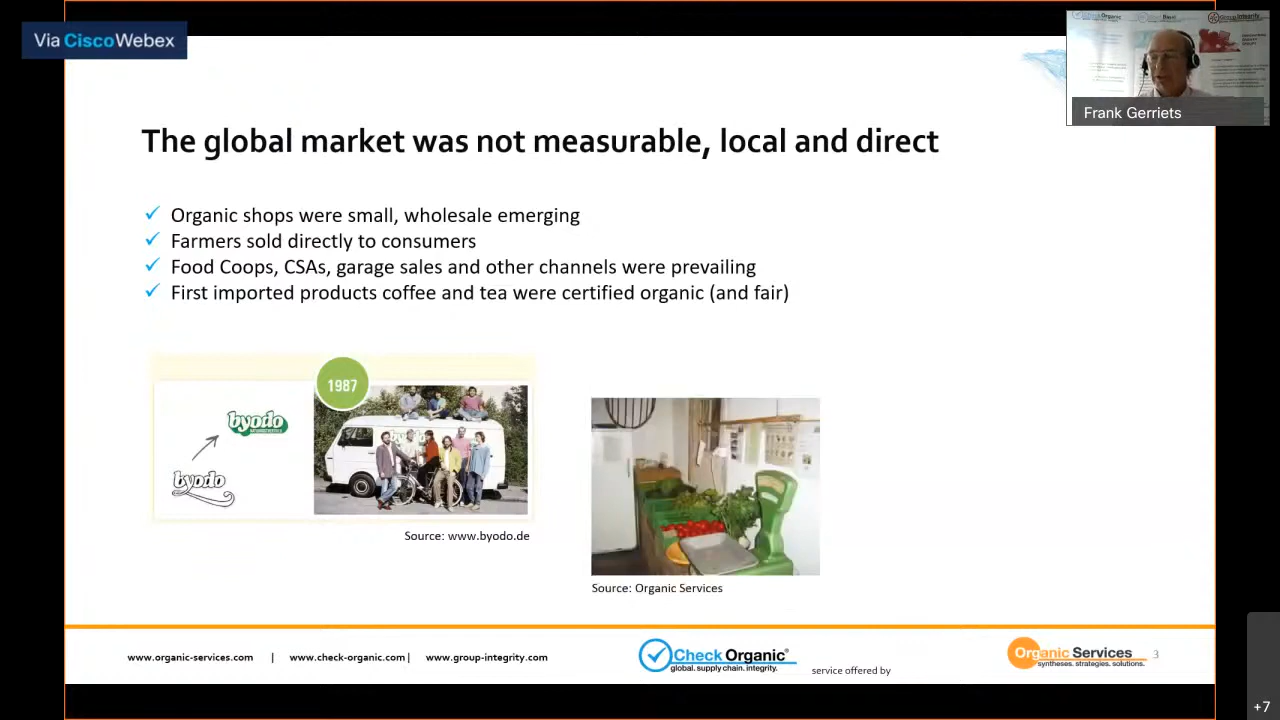 Via CiscoWebex
Frank Gerriets
The global market was not measurable, local and direct
Organic shops were small, wholesale emerging
Farmers sold directly to consumers
Food Coops, CSAs, garage sales and other channels were prevailing
First imported products coffee and tea were certified organic (and fair)
1987
byodo
byodo
Source: www.byodo.de
Source: Organic Services
www.organic-services.com | www.check-organic.com | www.group-integrity.com
Check Organic®
global. supply chain. integrity.
service offered by
Organic Services
syntheses. strategies. solutions.
3
+7